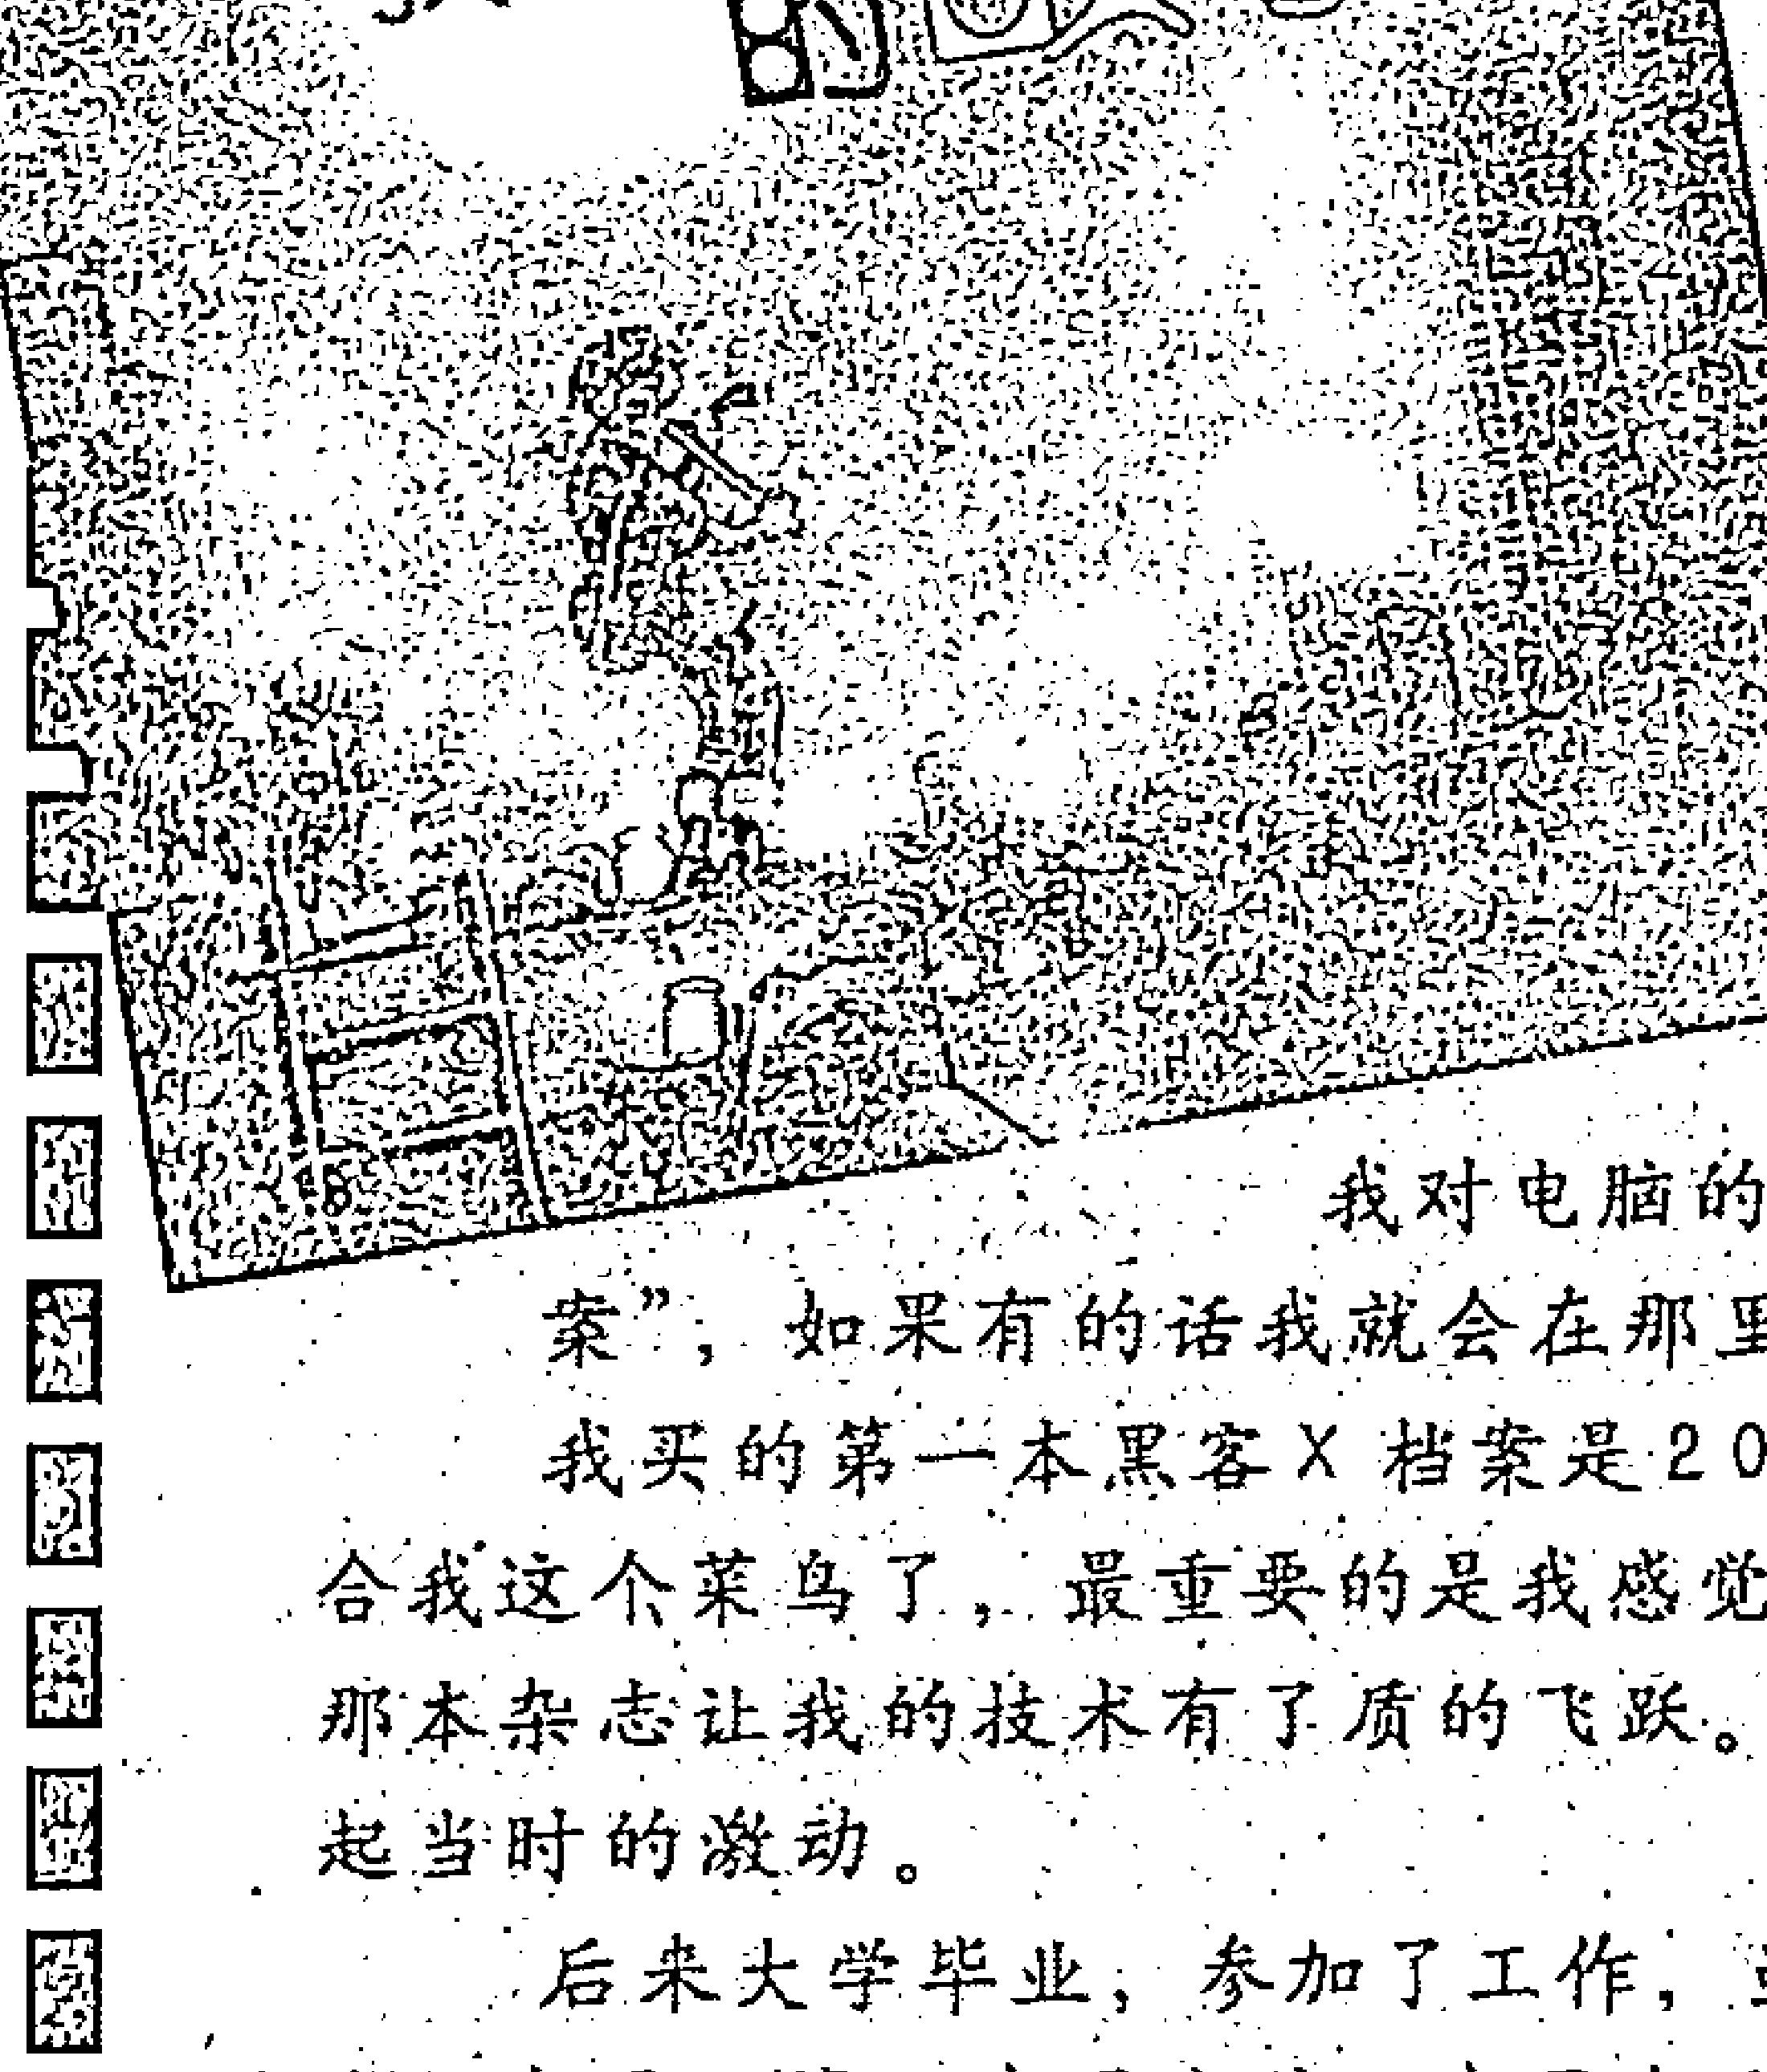 我对电脑的
案”，如果有的话我就会在那里
我买的第一本黑客X档案是20
合我这个菜鸟了，最重要的是我感觉
那本杂志让我的技术有了质的飞跃。
起当时的激动。
后来大学毕业，参加了工作，